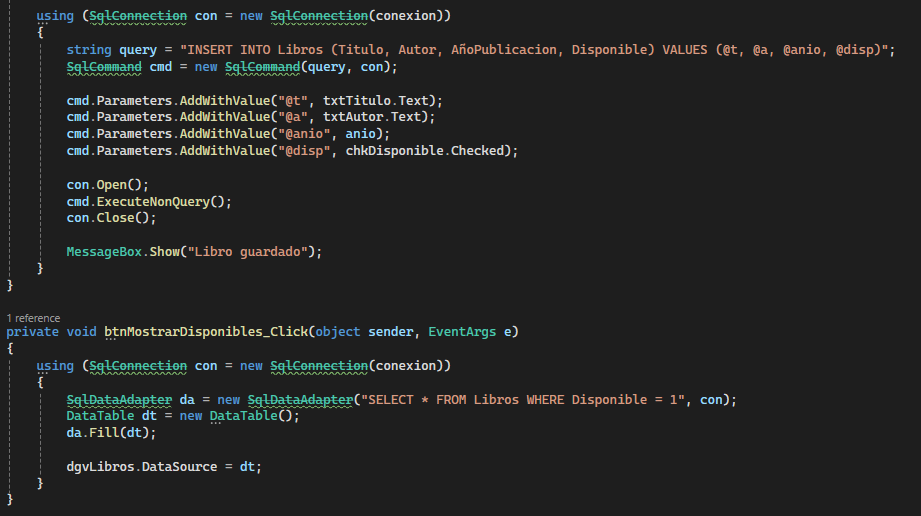 using (SqlConnection con = new SqlConnection(conexion))
{
string query = "INSERT INTO Libros (Titulo, Autor, AñoPublicacion, Disponible) VALUES (@t, @a, @anio, @disp)";
SqlCommand cmd = new SqlCommand(query, con);
cmd.Parameters.AddWithValue("@t", txtTitulo.Text);
cmd.Parameters.AddWithValue("@a", txtAutor.Text);
cmd.Parameters.AddWithValue("@anio", anio);
cmd.Parameters.AddWithValue("@disp", chkDisponible.Checked);
con.Open();
cmd.ExecuteNonQuery();
con.Close();
MessageBox.Show("Libro guardado");
}
}
1 reference
private void btnMostrarDisponibles_Click(object sender, EventArgs e)
{
using (SqlConnection con = new SqlConnection(conexion))
{
SqlDataAdapter da = new SqlDataAdapter("SELECT * FROM Libros WHERE Disponible = 1", con);
DataTable dt = new DataTable();
da.Fill(dt);
dgvLibros.DataSource = dt;
}
}